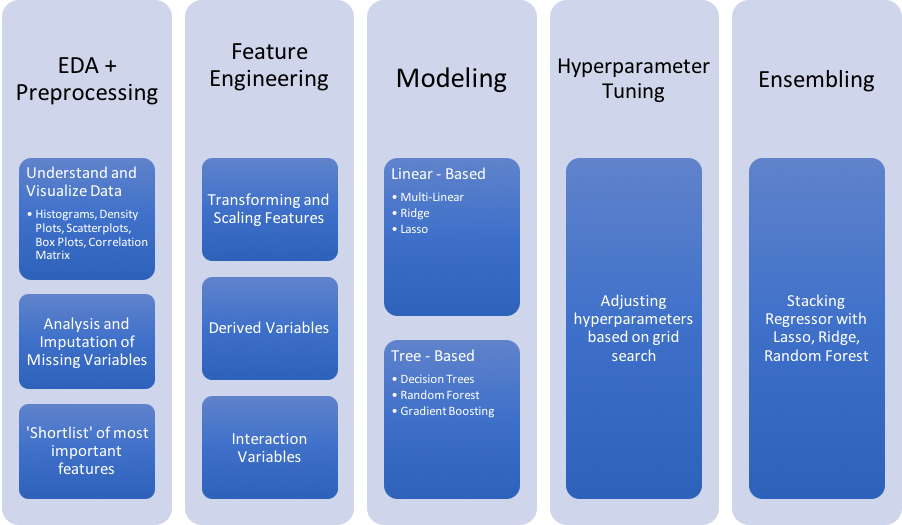 EDA +
Preprocessing
Understand and
Visualize Data
• Histograms, Density
Plots, Scatterplots,
Box Plots, Correlation
Matrix
Analysis and
Imputation of
Missing Variables
'Shortlist' of most
important
features
Feature
Engineering
Transforming and
Scaling Features
Derived Variables
Interaction
Variables
Modeling
Linear - Based
• Multi-Linear
• Ridge
• Lasso
Tree - Based
• Decision Trees
• Random Forest
• Gradient Boosting
Hyperparameter
Tuning
Adjusting
hyperparameters
based on grid
search
Ensembling
Stacking
Regressor with
Lasso, Ridge,
Random Forest